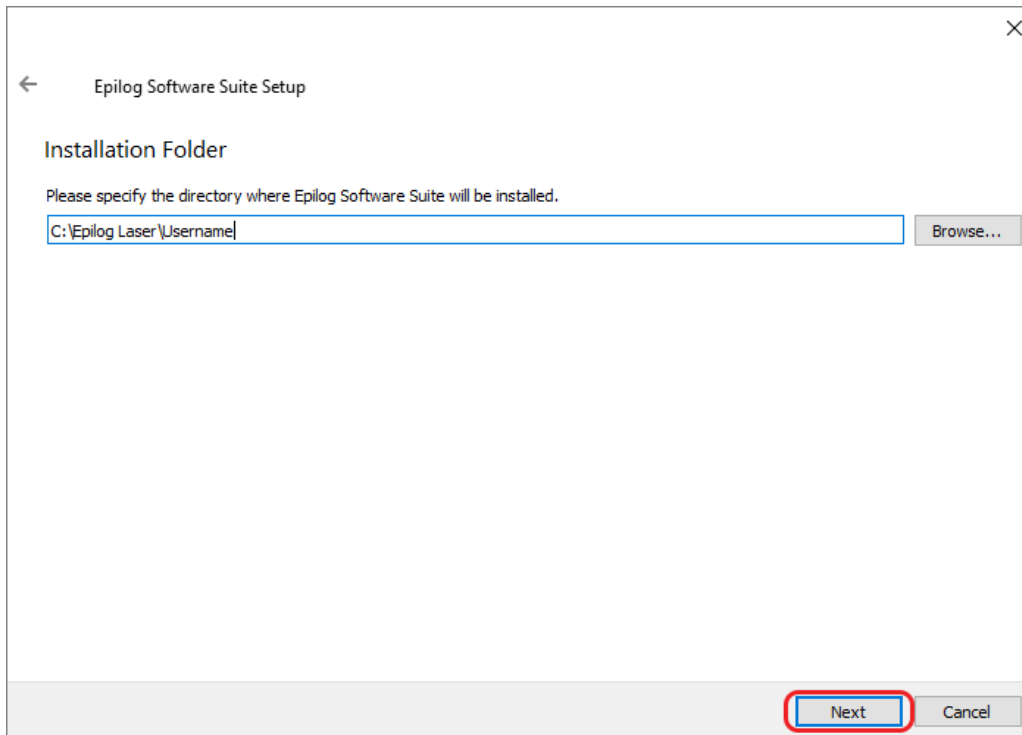 Epilog Software Suite Setup
Installation Folder
Please specify the directory where Epilog Software Suite will be installed.
C:\Epilog Laser\Username
Browse...
Next
Cancel